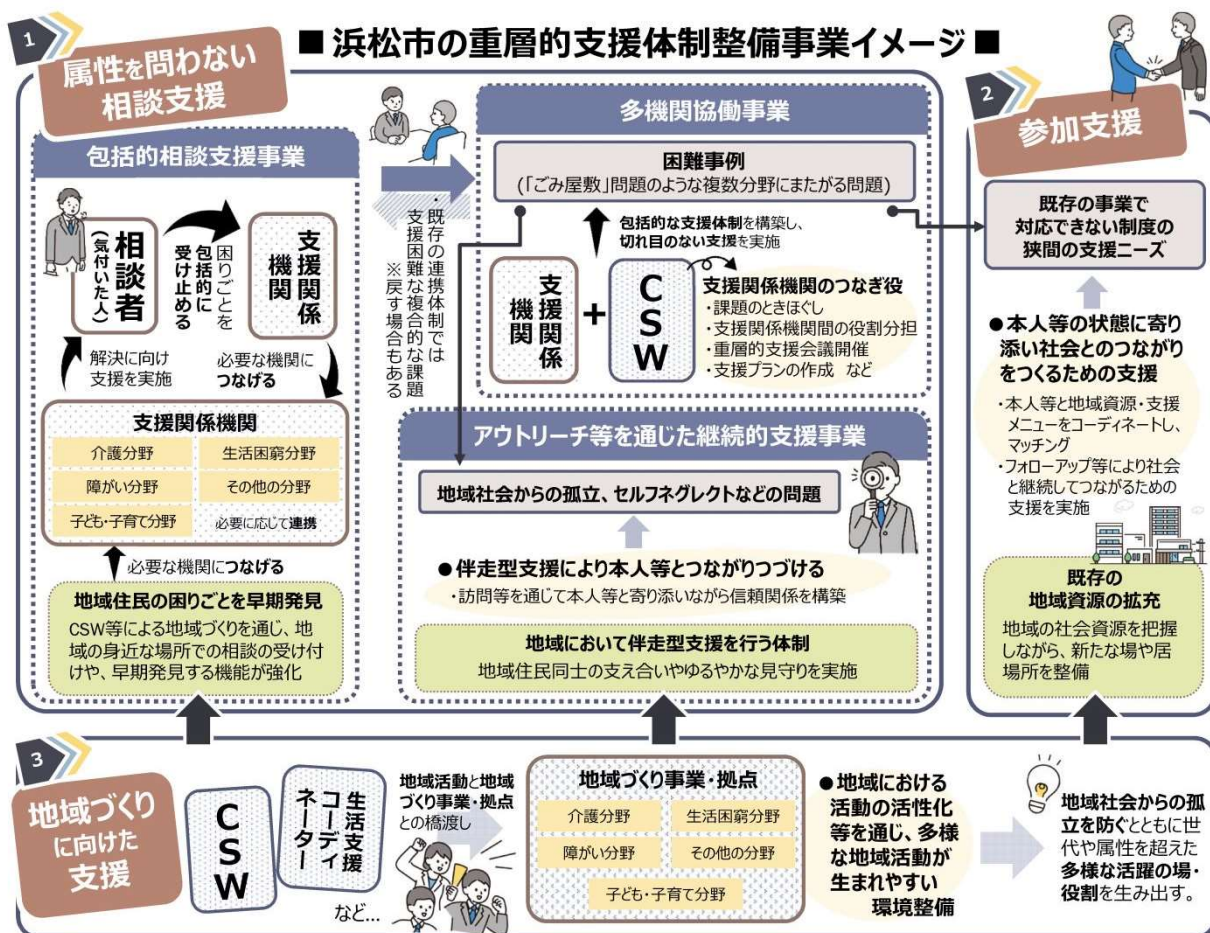 ■ 浜松市の重層的支援体制整備事業イメージ ■
1
属性を問わない
相談支援
包括的相談支援事業
相談者
(気付いた人)
困りごとを
包括的に
受け止める
支援関係
機関
解決に向け
支援を実施
必要な機関に
つなげる
支援関係機関
介護分野
生活困窮分野
障がい分野
その他の分野
子ども・子育て分野
必要に応じて連携
必要な機関につなげる
地域住民の困りごとを早期発見
CSW等による地域づくりを通じ、地
域の身近な場所での相談の受け付
けや、早期発見する機能が強化
・既存の連携体制では
支援困難な複合的な課題
※戻す場合もある
多機関協働事業
困難事例
(「ごみ屋敷」問題のような複数分野にまたがる問題)
包括的な支援体制を構築し、
切れ目のない支援を実施
支援関係
機関
+
CSW
支援関係機関のつなぎ役
・課題のときほぐし
・支援関係機関間の役割分担
・重層的支援会議開催
・支援プランの作成 など
アウトリーチ等を通じた継続的支援事業
地域社会からの孤立、セルフネグレクトなどの問題
●伴走型支援により本人等とつながりつづける
・訪問等を通じて本人等と寄り添いながら信頼関係を構築
地域において伴走型支援を行う体制
地域住民同士の支え合いやゆるやかな見守りを実施
2
参加支援
既存の事業で
対応できない制度の
狭間の支援ニーズ
●本人等の状態に寄り
添い社会とのつながり
をつくるための支援
・本人等と地域資源・支援
メニューをコーディネートし、
マッチング
・フォローアップ等により社会
と継続してつながるための
支援を実施
既存の
地域資源の拡充
地域の社会資源を把握
しながら、新たな場や居
場所を整備
3
地域づくり
に向けた
支援
CSW
生活支援
コーディ
ネーター
など…
地域活動と地域
づくり事業・拠点
との橋渡し
地域づくり事業・拠点
介護分野
生活困窮分野
障がい分野
その他の分野
子ども・子育て分野
●地域における
活動の活性化
等を通じ、多様
な地域活動が
生まれやすい
環境整備
地域社会からの孤
立を防ぐとともに世
代や属性を超えた
多様な活躍の場・
役割を生み出す。